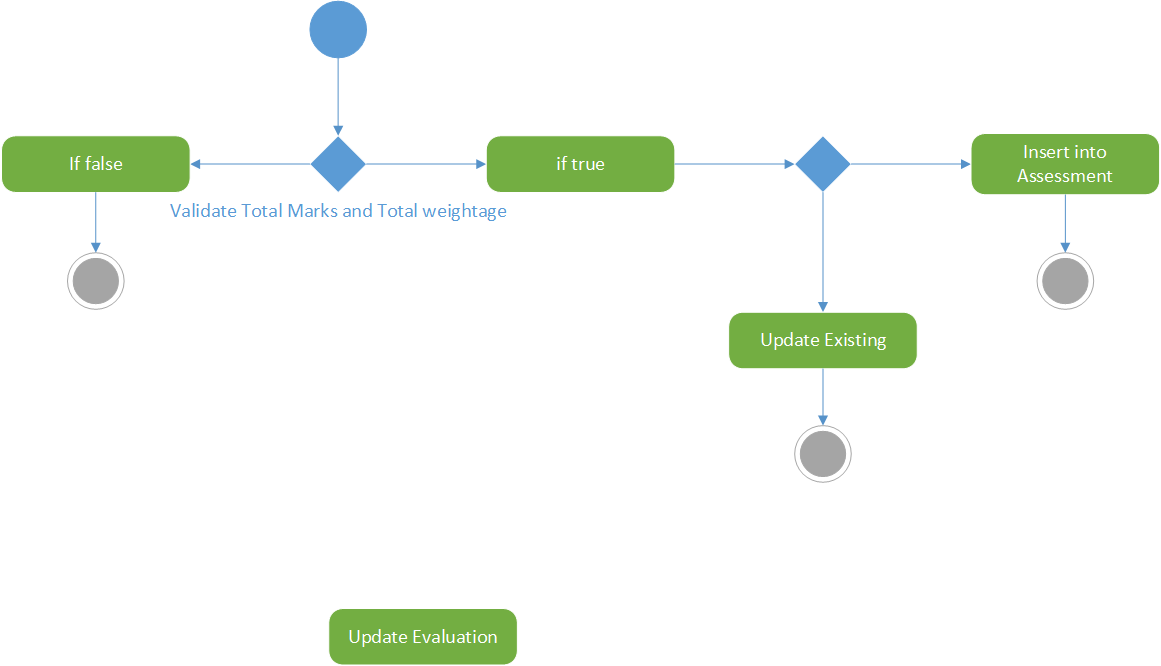 If false
if true
Insert into
Assessment
Validate Total Marks and Total weightage
Update Existing
Update Evaluation